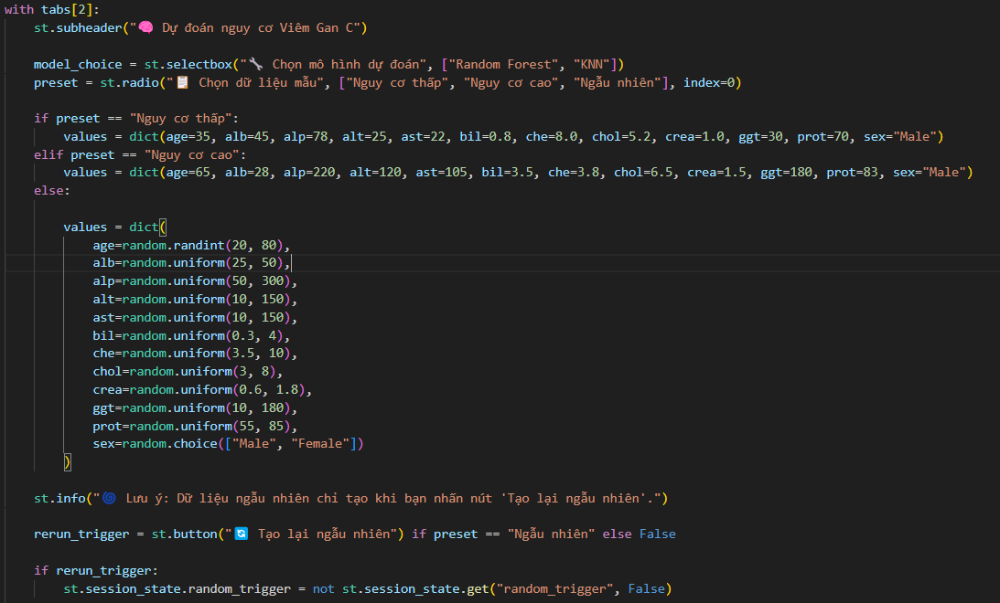 with tabs[2]:
    st.subheader("🧠 Dự đoán nguy cơ Viêm Gan C")

    model_choice = st.selectbox("🔧 Chọn mô hình dự đoán", ["Random Forest", "KNN"])
    preset = st.radio("📋 Chọn dữ liệu mẫu", ["Nguy cơ thấp", "Nguy cơ cao", "Ngẫu nhiên"], index=0)

    if preset == "Nguy cơ thấp":
        values = dict(age=35, alb=45, alp=78, alt=25, ast=22, bil=0.8, che=8.0, chol=5.2, crea=1.0, ggt=30, prot=70, sex="Male")
    elif preset == "Nguy cơ cao":
        values = dict(age=65, alb=28, alp=220, alt=120, ast=105, bil=3.5, che=3.8, chol=6.5, crea=1.5, ggt=180, prot=83, sex="Male")
    else:

        values = dict(
            age=random.randint(20, 80),
            alb=random.uniform(25, 50),
            alp=random.uniform(50, 300),
            alt=random.uniform(10, 150),
            ast=random.uniform(10, 150),
            bil=random.uniform(0.3, 4),
            che=random.uniform(3.5, 10),
            chol=random.uniform(3, 8),
            crea=random.uniform(0.6, 1.8),
            ggt=random.uniform(10, 180),
            prot=random.uniform(55, 85),
            sex=random.choice(["Male", "Female"])
        )

    st.info("🌀 Lưu ý: Dữ liệu ngẫu nhiên chỉ tạo khi bạn nhấn nút 'Tạo lại ngẫu nhiên'.")

    rerun_trigger = st.button("🔄 Tạo lại ngẫu nhiên") if preset == "Ngẫu nhiên" else False

    if rerun_trigger:
        st.session_state.random_trigger = not st.session_state.get("random_trigger", False)